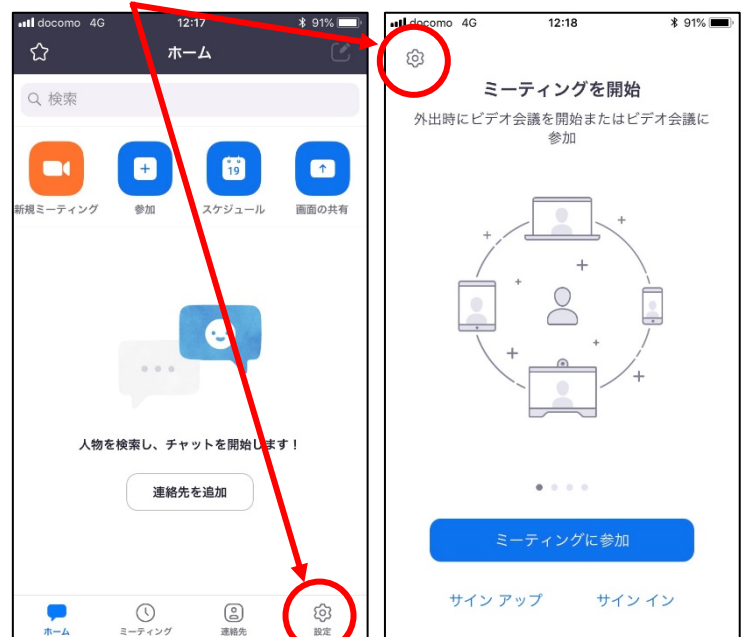 docomo 4G 12:17 91%
ホーム
検索
19
新規ミーティング 参加 スケジュール 画面の共有
人物を検索し、チャットを開始します！
連絡先を追加
ホーム ミーティング 連絡先 設定
docomo 4G 12:18 91%
ミーティングを開始
外出時にビデオ会議を開始またはビデオ会議に
参加
ミーティングに参加
サイン アップ サイン イン